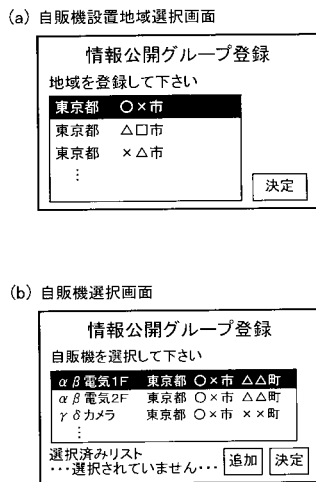 (a) 自販機設置地域選択画面
情報公開グループ登録
地域を登録して下さい
東京都 ○×市
東京都 △□市
東京都 ×△市
⋮
決定
(b) 自販機選択画面
情報公開グループ登録
自販機を選択して下さい
αβ電気1F 東京都 ○×市 △△町
αβ電気2F 東京都 ○×市 △△町
γδカメラ 東京都 ○×市 ××町
⋮
選択済みリスト
･･･選択されていません･･･ 追加 決定